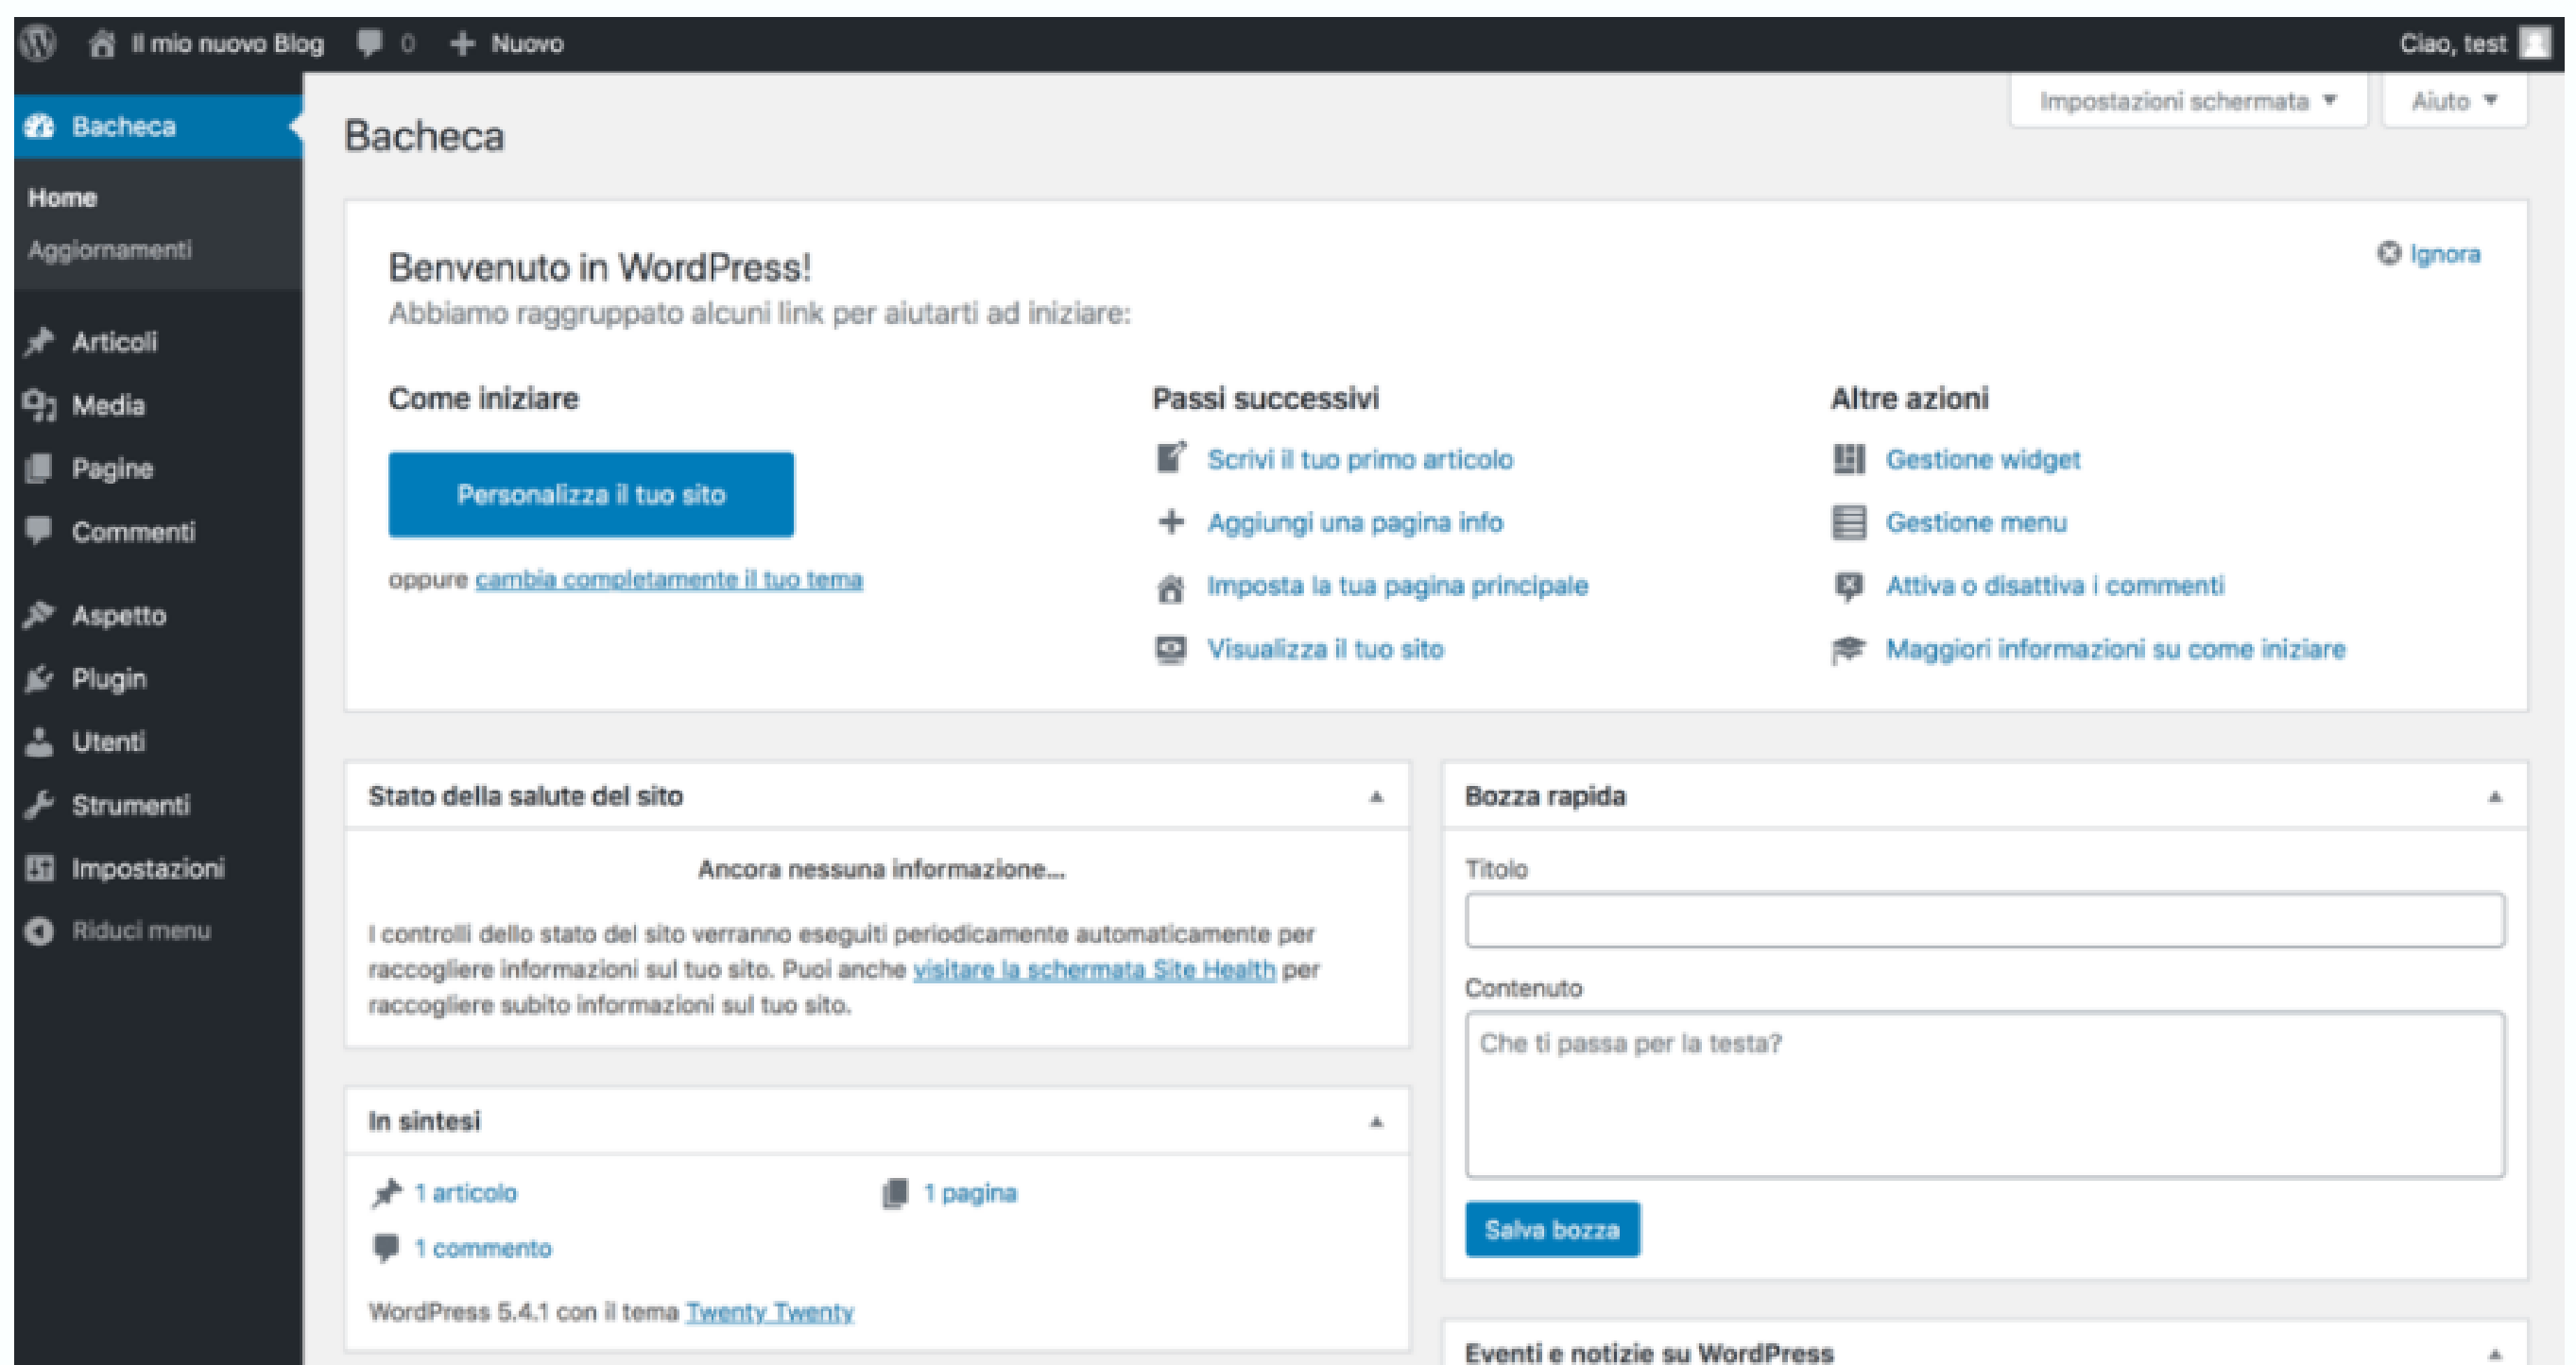 Il mio nuovo Blog 0 Nuovo Ciao, test
Impostazioni schermata Aiuto
Bacheca
Home
Aggiornamenti
Articoli
Media
Pagine
Commenti
Aspetto
Plugin
Utenti
Strumenti
Impostazioni
Riduci menu
Bacheca
Benvenuto in WordPress!
Ignora
Abbiamo raggruppato alcuni link per aiutarti ad iniziare:
Come iniziare
Personalizza il tuo sito
oppure cambia completamente il tuo tema
Passi successivi
Scrivi il tuo primo articolo
Aggiungi una pagina info
Imposta la tua pagina principale
Visualizza il tuo sito
Altre azioni
Gestione widget
Gestione menu
Attiva o disattiva i commenti
Maggiori informazioni su come iniziare
Stato della salute del sito
Ancora nessuna informazione...
I controlli dello stato del sito verranno eseguiti periodicamente automaticamente per
raccogliere informazioni sul tuo sito. Puoi anche visitare la schermata Site Health per
raccogliere subito informazioni sul tuo sito.
In sintesi
1 articolo 1 pagina
1 commento
WordPress 5.4.1 con il tema Twenty Twenty
Bozza rapida
Titolo
Contenuto
Che ti passa per la testa?
Salva bozza
Eventi e notizie su WordPress